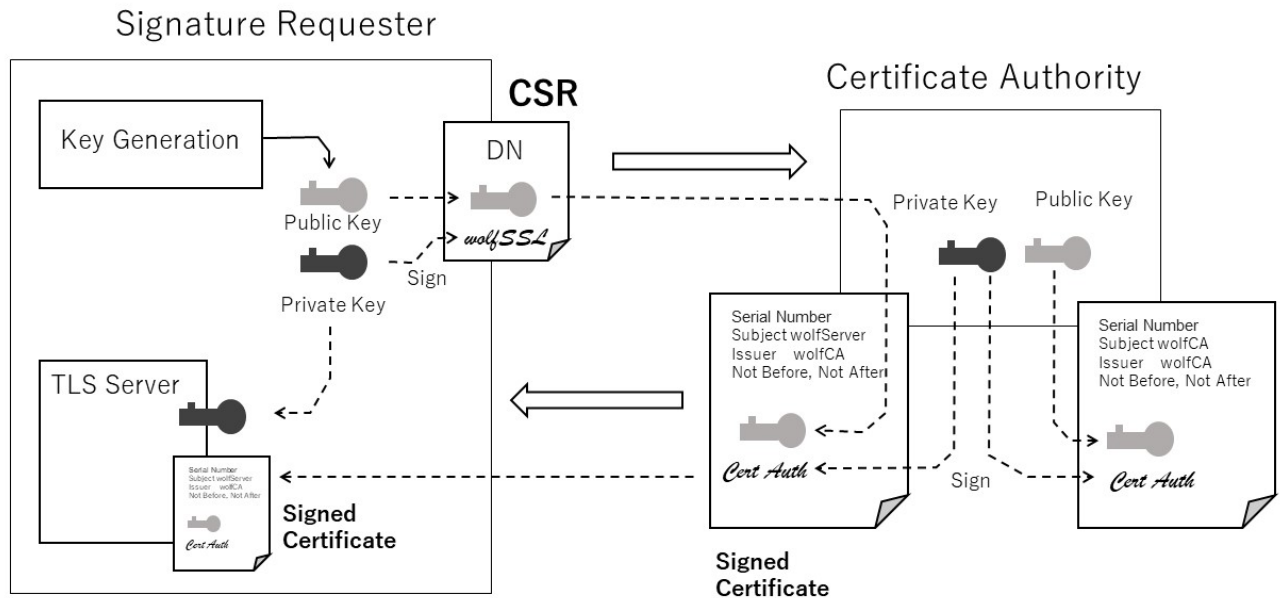 Signature Requester
Key Generation
Public Key
Private Key
Sign
CSR
DN
wolfSSL
Certificate Authority
Private Key
Public Key
Serial Number
Subject wolfServer
Issuer wolfCA
Not Before, Not After
Cert Auth
Sign
Serial Number
Subject wolfCA
Issuer wolfCA
Not Before, Not After
Cert Auth
Signed
Certificate
TLS Server
Serial Number
Subject wolfServer
Issuer wolfCA
Not Before, Not After
Cert Auth
Signed
Certificate